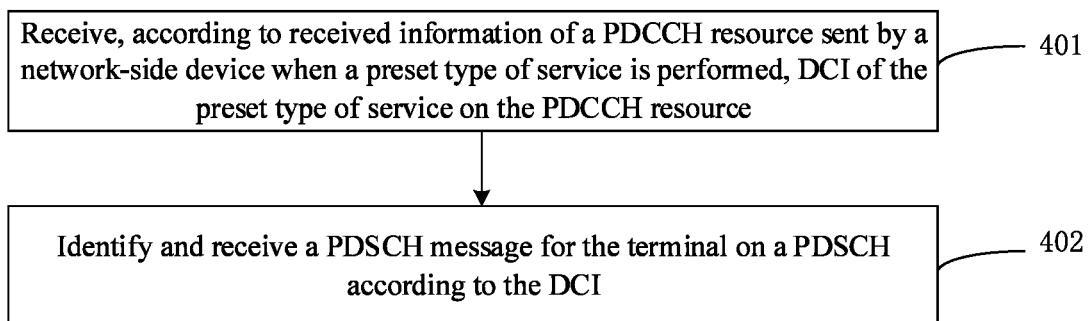 Receive, according to received information of a PDCCH resource sent by a
network-side device when a preset type of service is performed, DCI of the
preset type of service on the PDCCH resource
401
Identify and receive a PDSCH message for the terminal on a PDSCH
according to the DCI
402